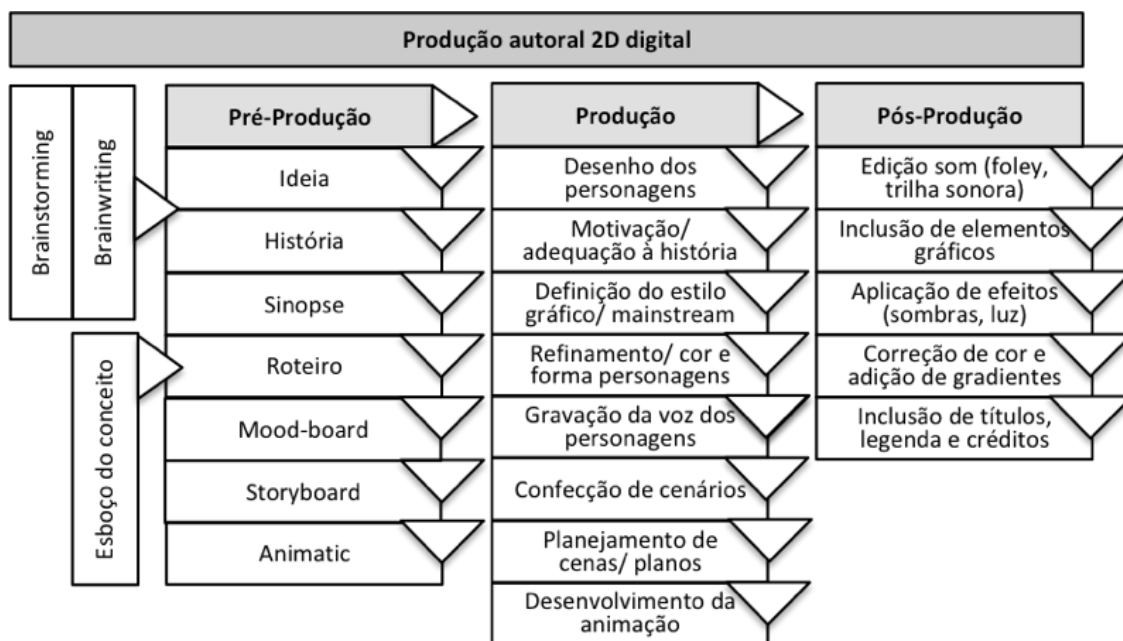 Produção autoral 2D digital
Brainstorming
Brainwriting
Esboço do conceito
Pré-Produção
Ideia
História
Sinopse
Roteiro
Mood-board
Storyboard
Animatic
Produção
Desenho dos
personagens
Motivação/
adequação à história
Definição do estilo
gráfico/ mainstream
Refinamento/ cor e
forma personagens
Gravação da voz dos
personagens
Confecção de cenários
Planejamento de
cenas/ planos
Desenvolvimento da
animação
Pós-Produção
Edição som (foley,
trilha sonora)
Inclusão de elementos
gráficos
Aplicação de efeitos
(sombras, luz)
Correção de cor e
adição de gradientes
Inclusão de títulos,
legenda e créditos